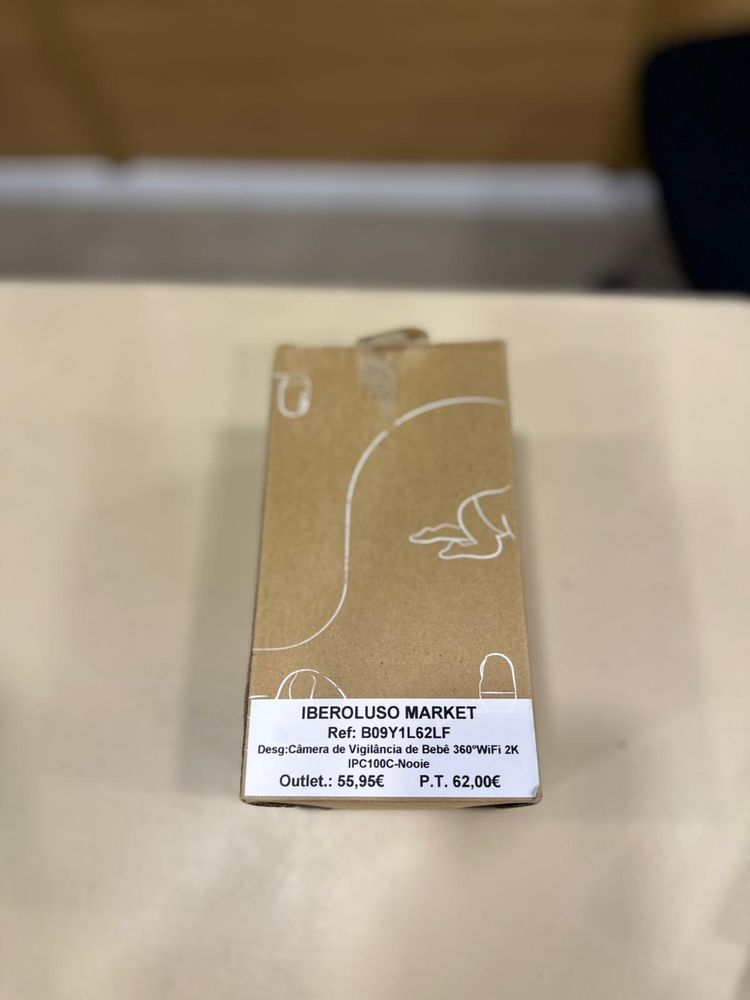 IBEROLUSO MARKET
Ref: B09Y1L62LF
Desg:Câmera de Vigilância de Bebê 360°WiFi 2K
IPC100C-Nooie
Outlet.: 55,95€ P.T. 62,00€